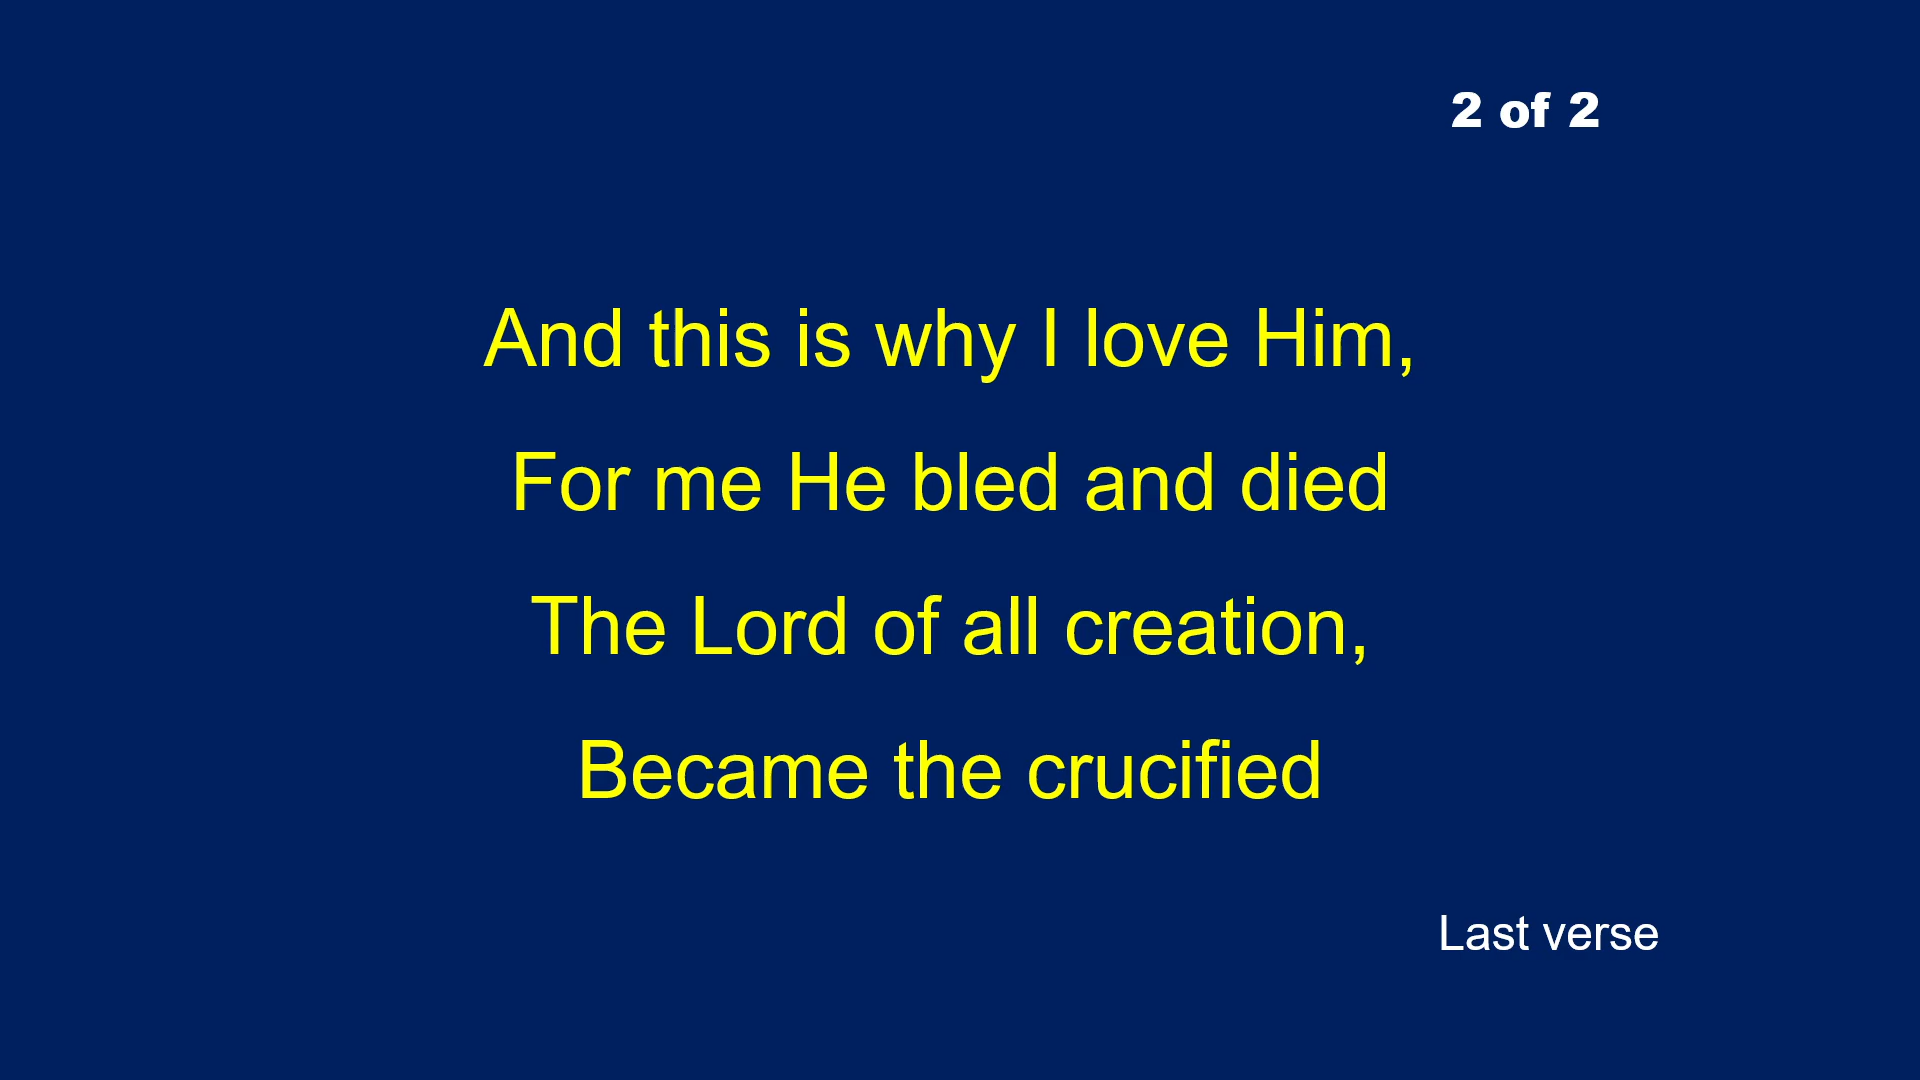 2 of 2
And this is why I love Him,
For me He bled and died
The Lord of all creation,
Became the crucified
Last verse